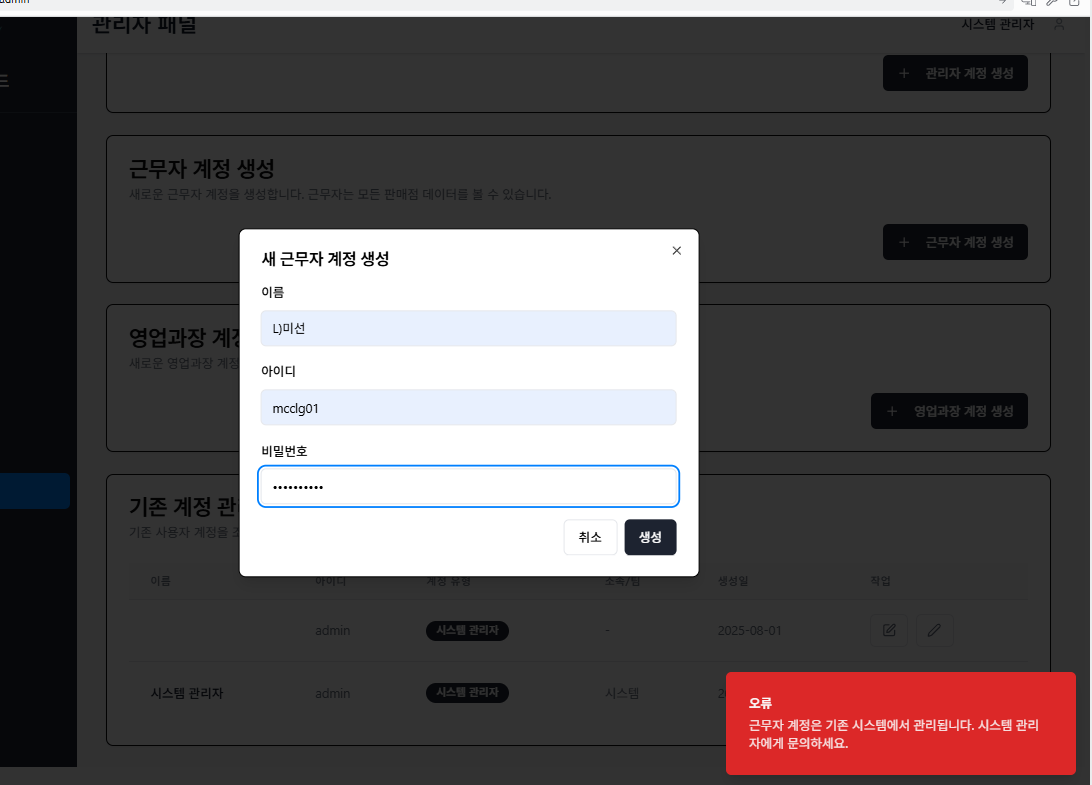 admin
관리자 패널
시스템 관리자
+ 관리자 계정 생성
근무자 계정 생성
새로운 근무자 계정을 생성합니다. 근무자는 모든 판매점 데이터를 볼 수 있습니다.
+ 근무자 계정 생성
새 근무자 계정 생성
×
이름
L)미선
아이디
mcclg01
비밀번호
••••••••••
취소
생성
영업과장 계정
새로운 영업과장 계정
+ 영업과장 계정 생성
기존 계정 관
기존 사용자 계정을
이름 아이디 계정 유형 소속/팀 생성일 작업
admin 시스템 관리자 - 2025-08-01
시스템 관리자 admin 시스템 관리자 시스템
오류
근무자 계정은 기존 시스템에서 관리됩니다. 시스템 관리
자에게 문의하세요.